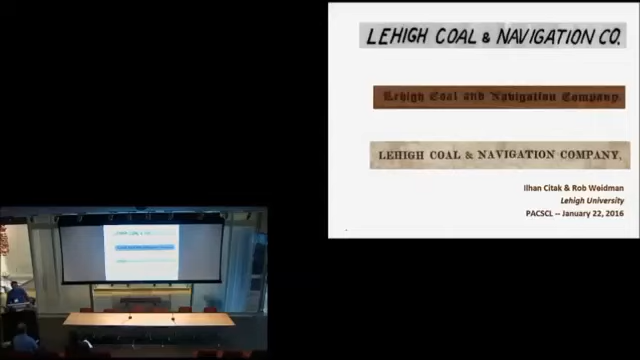 LEHIGH COAL & NAVIGATION CO.
Lehigh Coal and Navigation Company.
LEHIGH COAL & NAVIGATION COMPANY.
Ilhan Citak & Rob Weidman
Lehigh University
PACSCL -- January 22, 2016